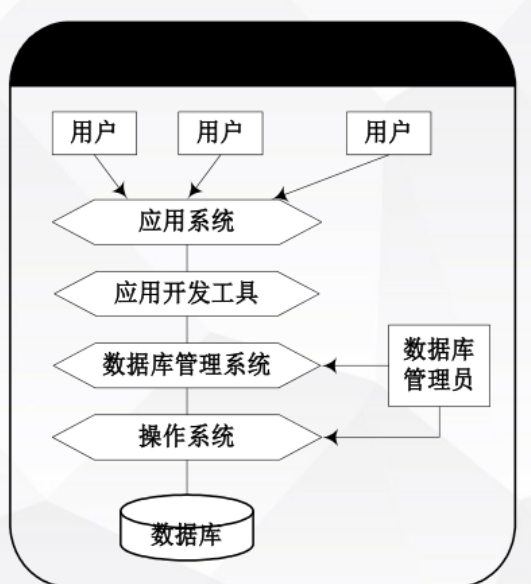 用户
用户
用户
应用系统
应用开发工具
数据库管理系统
数据库
管理员
操作系统
数据库